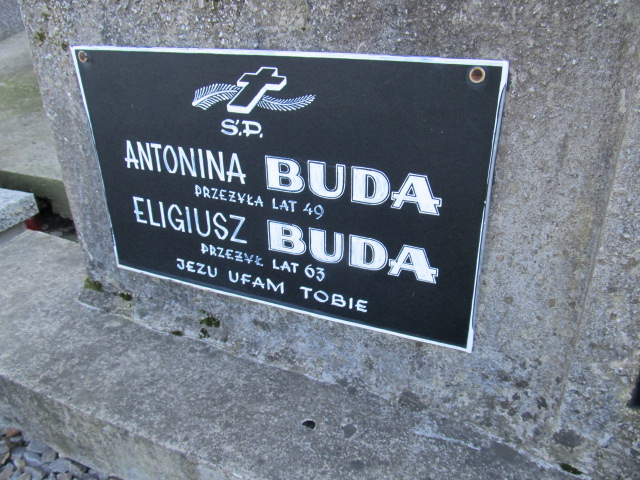 Ś.P.
ANTONINA BUDA
PRZEŻYŁA LAT 49
ELIGIUSZ BUDA
PRZEŻYŁ LAT 63
JEZU UFAM TOBIE